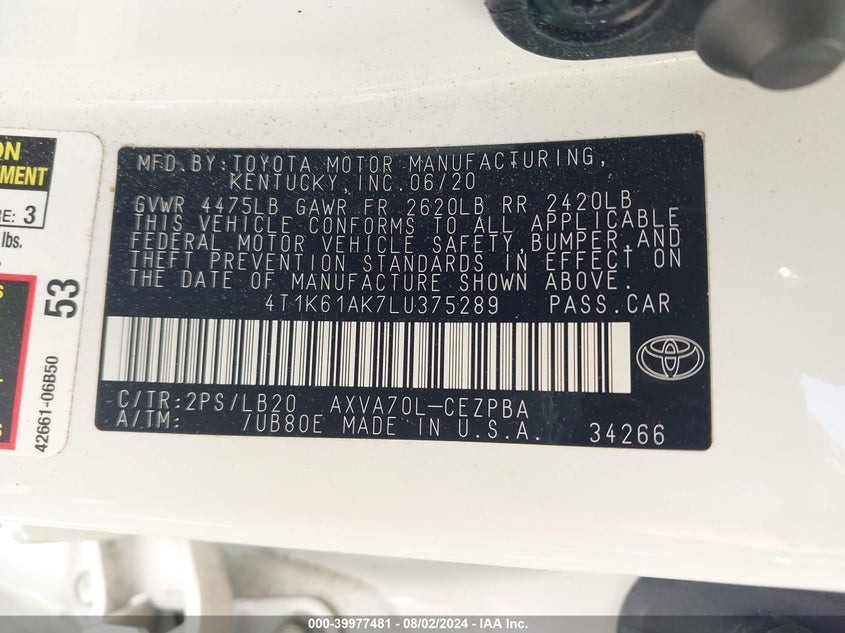 ON
NMENT
RE: 3
lbs.
S
S
53
42661-06B50
MFD.BY:TOYOTA MOTOR MANUFACTURING,
KENTUCKY, INC.06/20
GVWR 4475LB GAWR FR 2620LB RR 2420LB
THIS VEHICLE CONFORMS TO ALL APPLICABLE
FEDERAL MOTOR VEHICLE SAFETY,BUMPER,AND
THEFT PREVENTION STANDARDS IN EFFECT ON
THE DATE OF MANUFACTURE SHOWN ABOVE.
4T1K61AK7LU375289 PASS.CAR
C/TR:2PS/LB20 AXVA70L-CEZPBA
A/TM: /UB80E MADE IN U.S.A. 34266
000-39977481 - 08/02/2024 - IAA Inc.